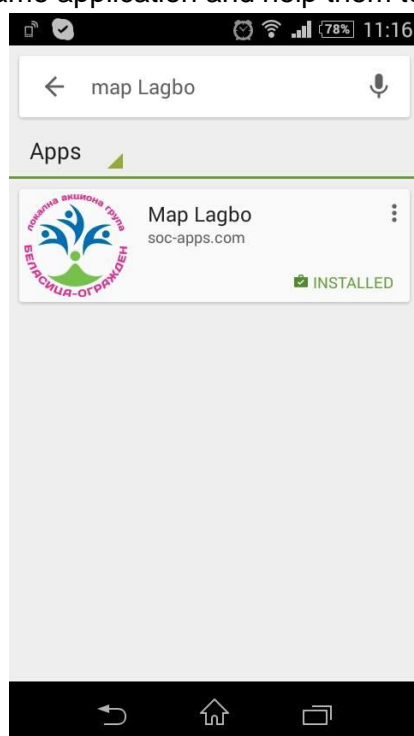 ame application and help them to
78% 11:16
map Lagbo
Apps
Map Lagbo
soc-apps.com
INSTALLED
локална акциона група
БЕЛАСИЦА-ОГРАЖДЕН